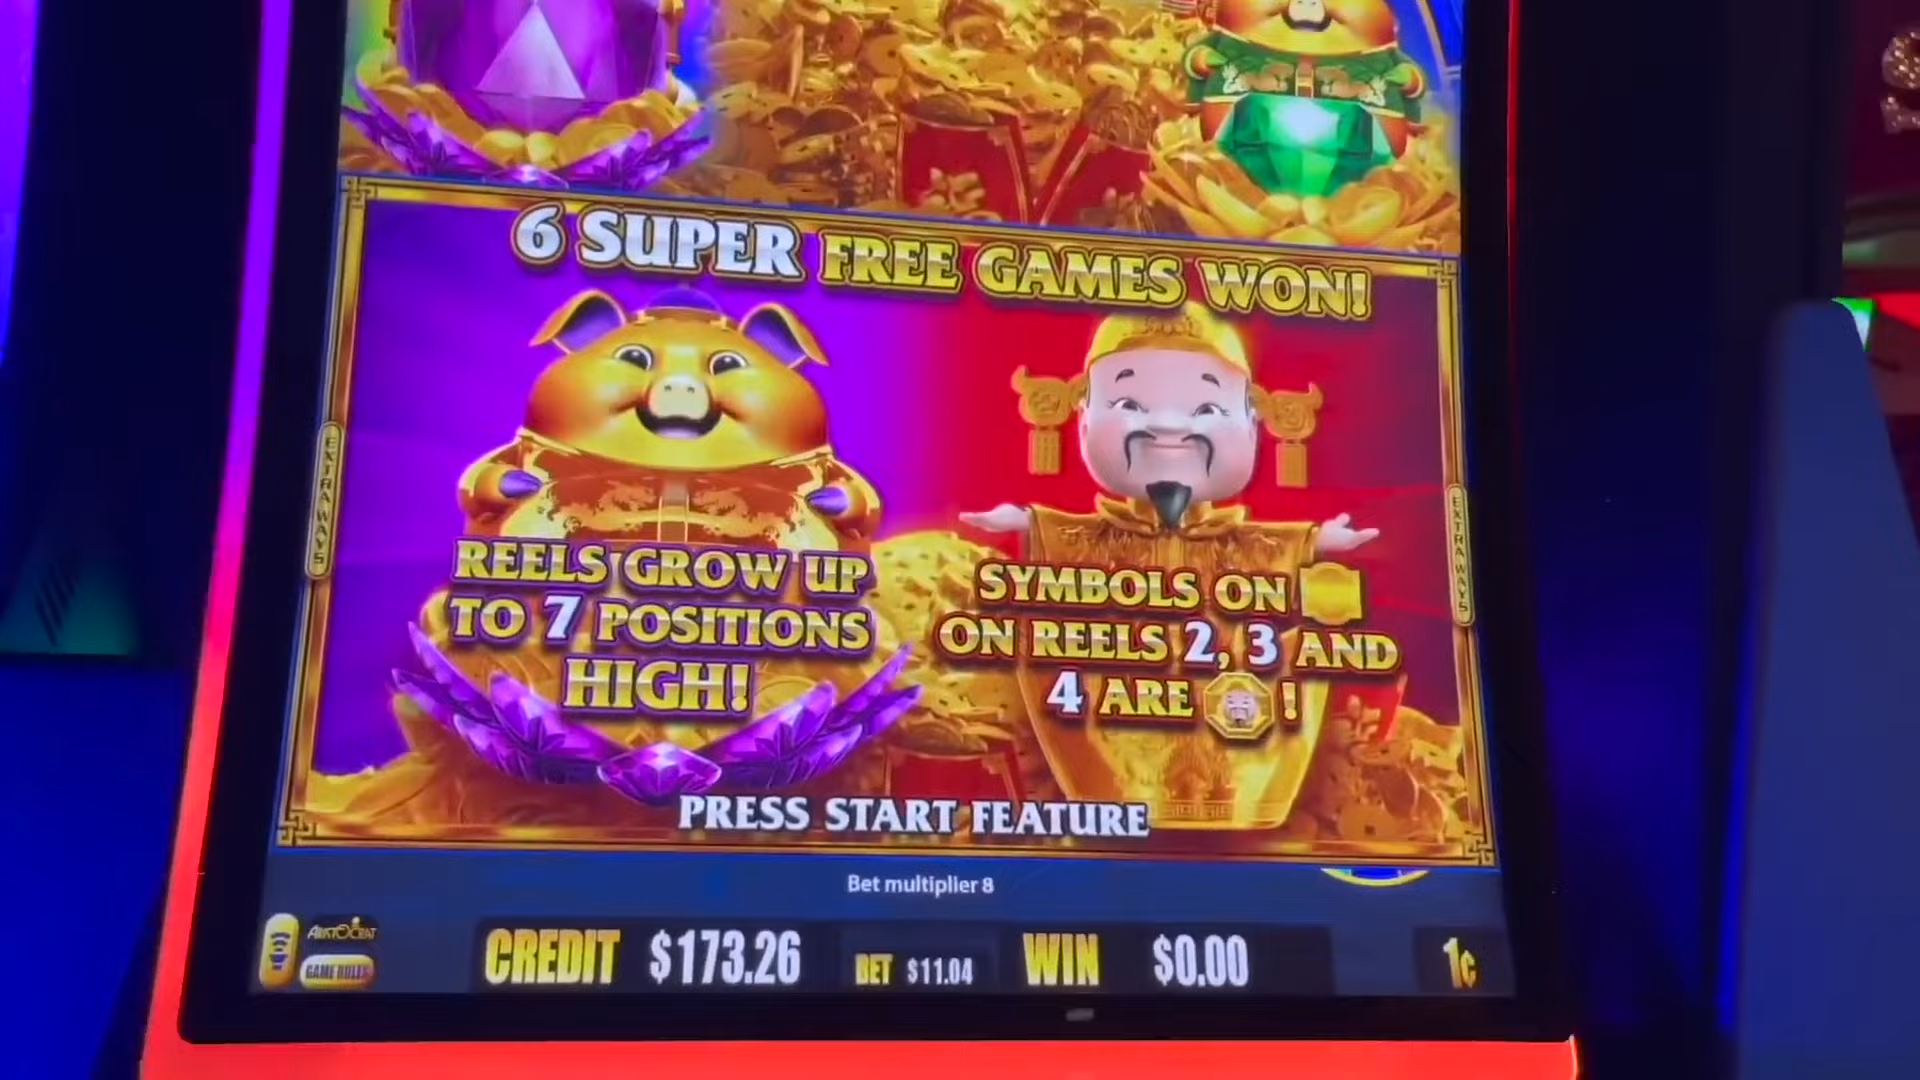 6 SUPER FREE GAMES WON!
REELS GROW UP
TO 7 POSITIONS
HIGH!
SYMBOLS ON
ON REELS 2, 3 AND
4 ARE !
EXTRA WAYS
EXTRA WAYS
PRESS START FEATURE
Bet multiplier 8
ARISTOCRAT
GAME RULES
CREDIT $173.26
BET $11.04
WIN $0.00
1¢